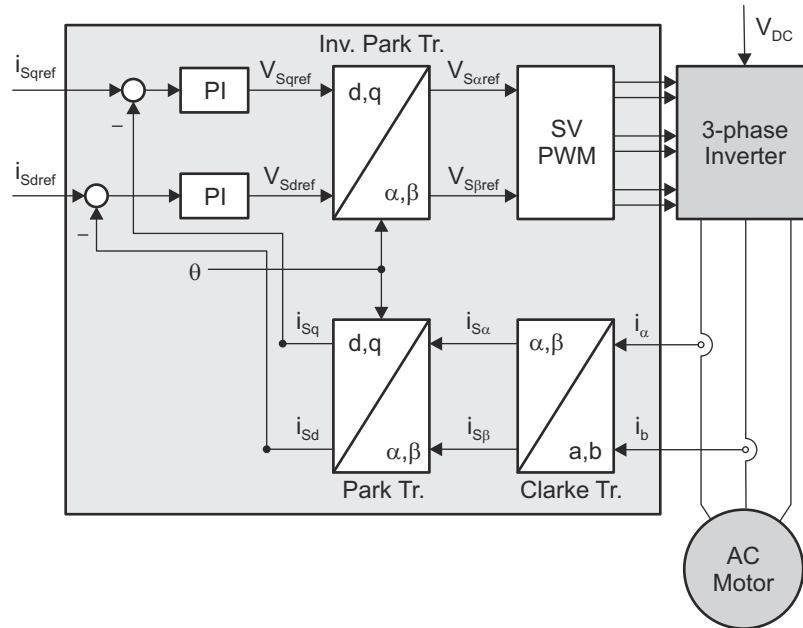 Inv. Park Tr.
V_DC
i_Sqref
PI
V_Sqref
d,q
α,β
V_Sαref
SV
PWM
3-phase
Inverter
−
i_Sdref
PI
V_Sdref
V_Sβref
−
θ
i_Sq
d,q
α,β
i_Sα
α,β
a,b
i_α
i_Sd
i_Sβ
i_b
Park Tr.
Clarke Tr.
AC
Motor